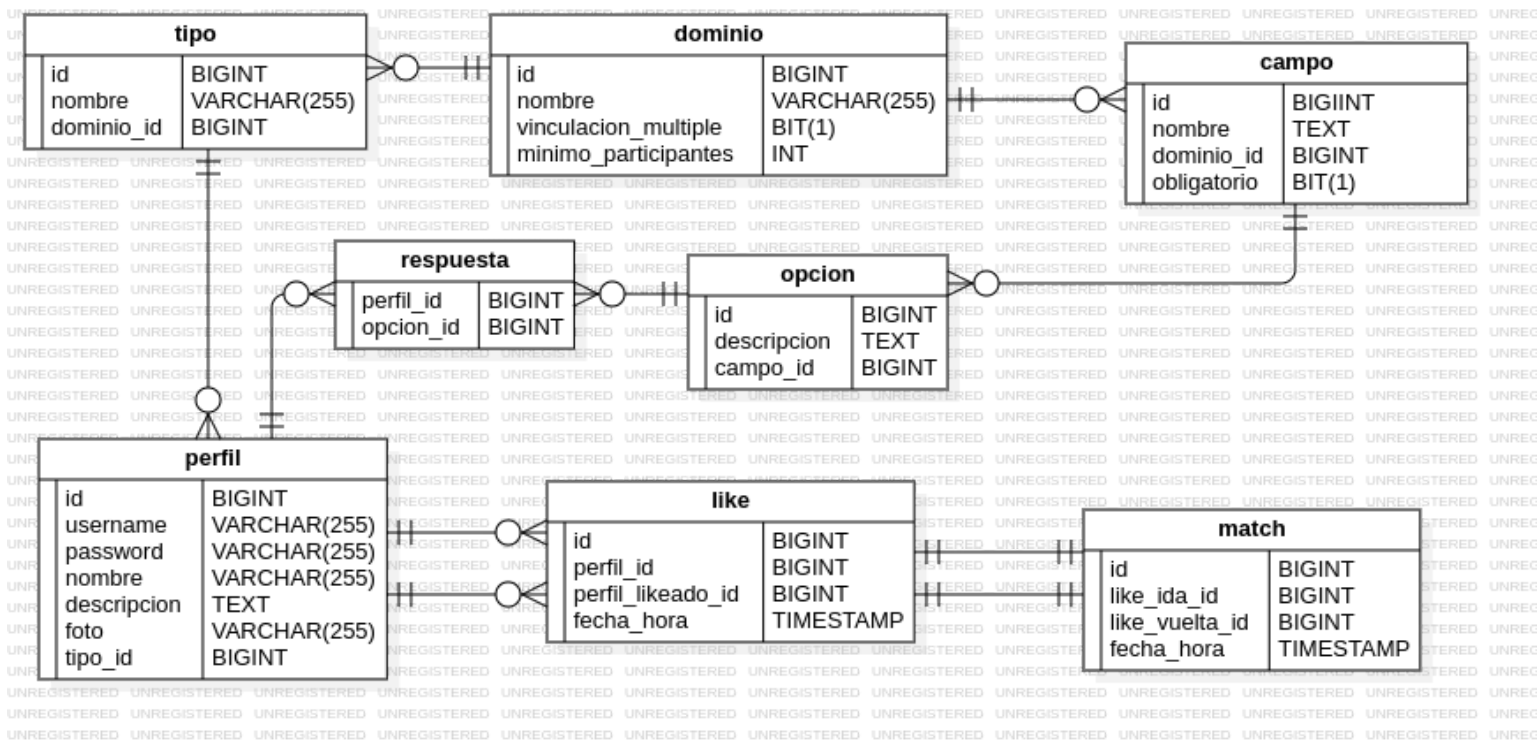 tipo
id BIGINT
nombre VARCHAR(255)
dominio_id BIGINT
dominio
id BIGINT
nombre VARCHAR(255)
vinculacion_multiple BIT(1)
minimo_participantes INT
campo
id BIGIINT
nombre TEXT
dominio_id BIGINT
obligatorio BIT(1)
respuesta
perfil_id BIGINT
opcion_id BIGINT
opcion
id BIGINT
descripcion TEXT
campo_id BIGINT
perfil
id BIGINT
username VARCHAR(255)
password VARCHAR(255)
nombre VARCHAR(255)
descripcion TEXT
foto VARCHAR(255)
tipo_id BIGINT
like
id BIGINT
perfil_id BIGINT
perfil_likeado_id BIGINT
fecha_hora TIMESTAMP
match
id BIGINT
like_ida_id BIGINT
like_vuelta_id BIGINT
fecha_hora TIMESTAMP
UNREGISTERED